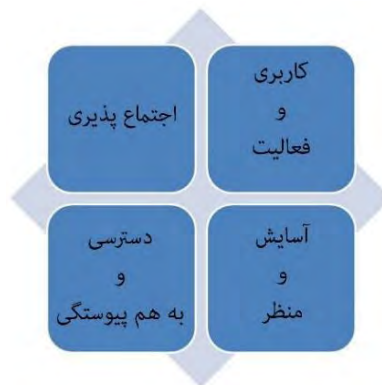 کاربری
و
فعالیت
اجتماع پذیری
آسایش
و
منظر
دسترسی
و
به هم پیوستگی